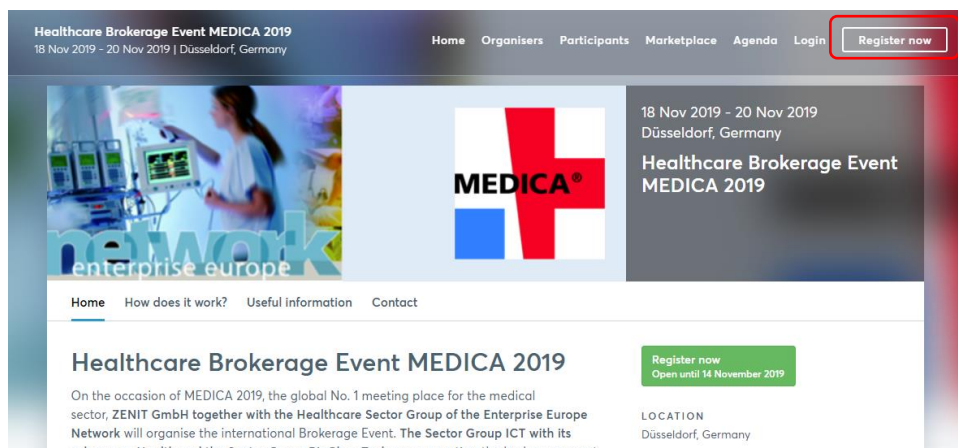 Healthcare Brokerage Event MEDICA 2019
18 Nov 2019 - 20 Nov 2019 | Düsseldorf, Germany
Home Organisers Participants Marketplace Agenda Login Register now
network
enterprise europe
MEDICA®
18 Nov 2019 - 20 Nov 2019
Düsseldorf, Germany
Healthcare Brokerage Event
MEDICA 2019
Home How does it work? Useful information Contact
Healthcare Brokerage Event MEDICA 2019
On the occasion of MEDICA 2019, the global No. 1 meeting place for the medical
sector, ZENIT GmbH together with the Healthcare Sector Group of the Enterprise Europe
Network will organise the international Brokerage Event. The Sector Group ICT with its
Register now
Open until 14 November 2019
LOCATION
Düsseldorf, Germany